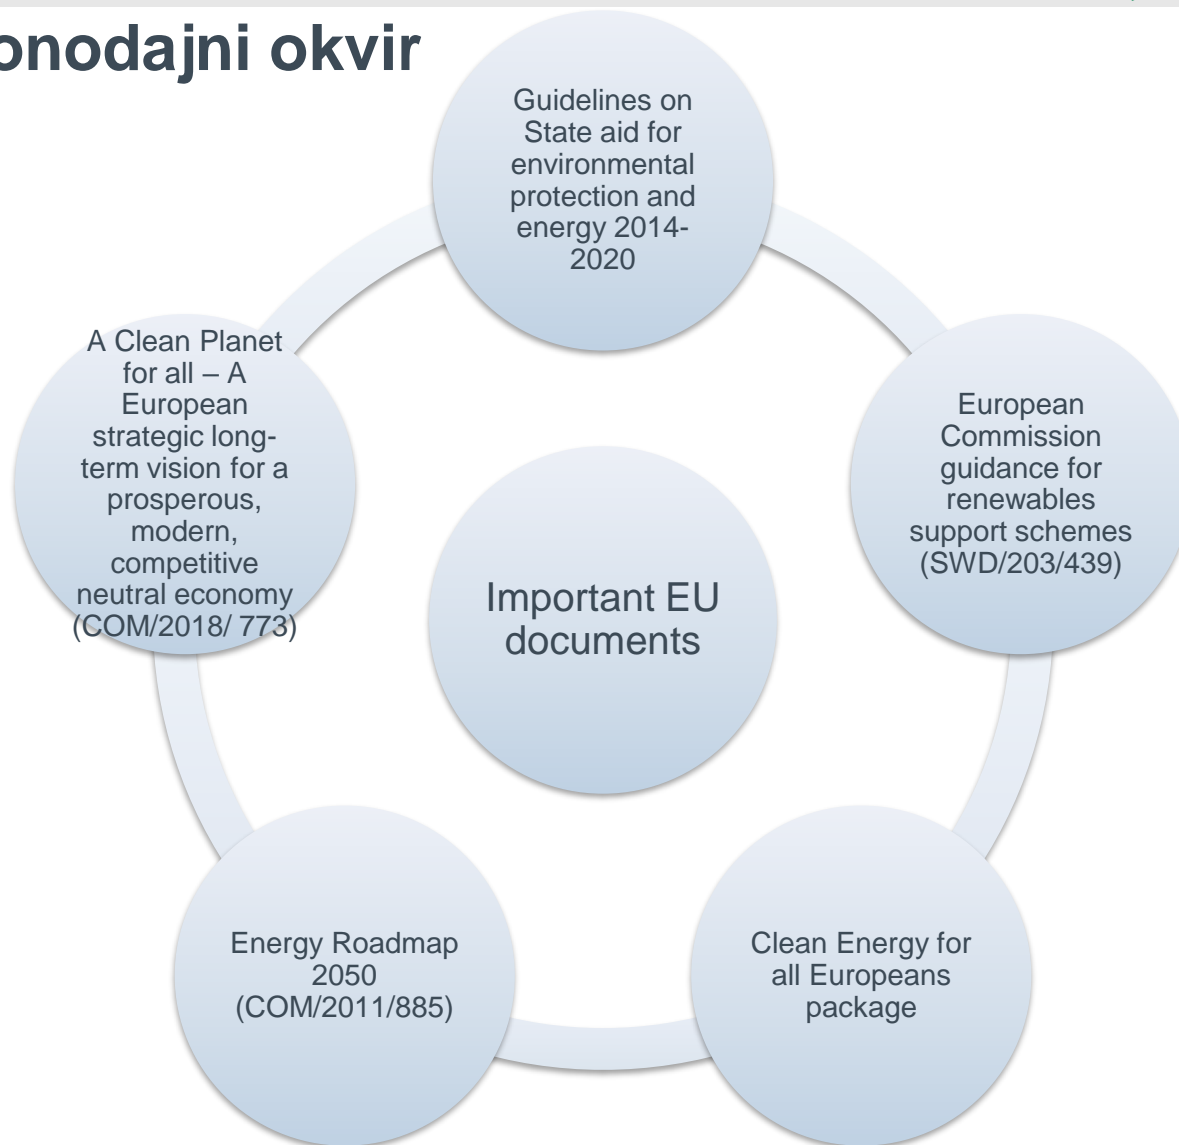 onodajni okvir
Guidelines on
State aid for
environmental
protection and
energy 2014-
2020
European
Commission
guidance for
renewables
support schemes
(SWD/203/439)
Clean Energy for
all Europeans
package
Energy Roadmap
2050
(COM/2011/885)
A Clean Planet
for all – A
European
strategic long-
term vision for a
prosperous,
modern,
competitive
neutral economy
(COM/2018/ 773)
Important EU
documents